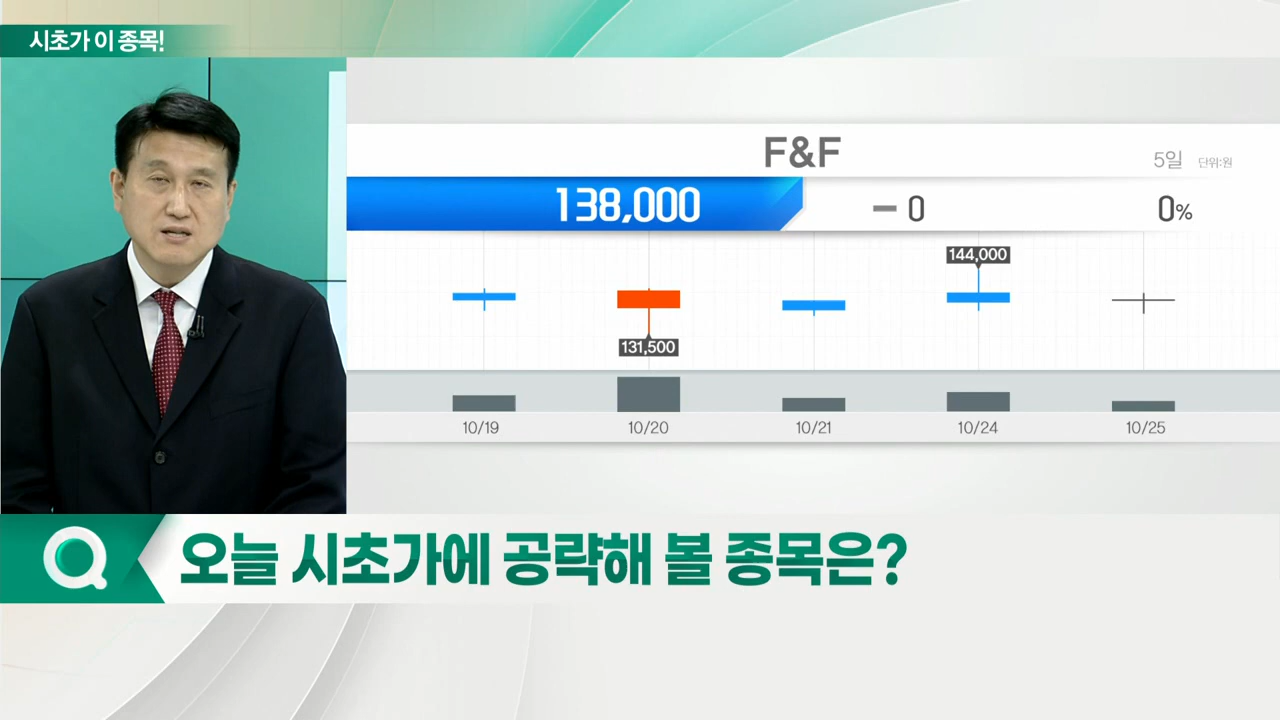 시초가 이 종목!
F&F
5일 단위:원
138,000 0 0%
144,000
131,500
10/19 10/20 10/21 10/24 10/25
Q 오늘 시초가에 공략해 볼 종목은?